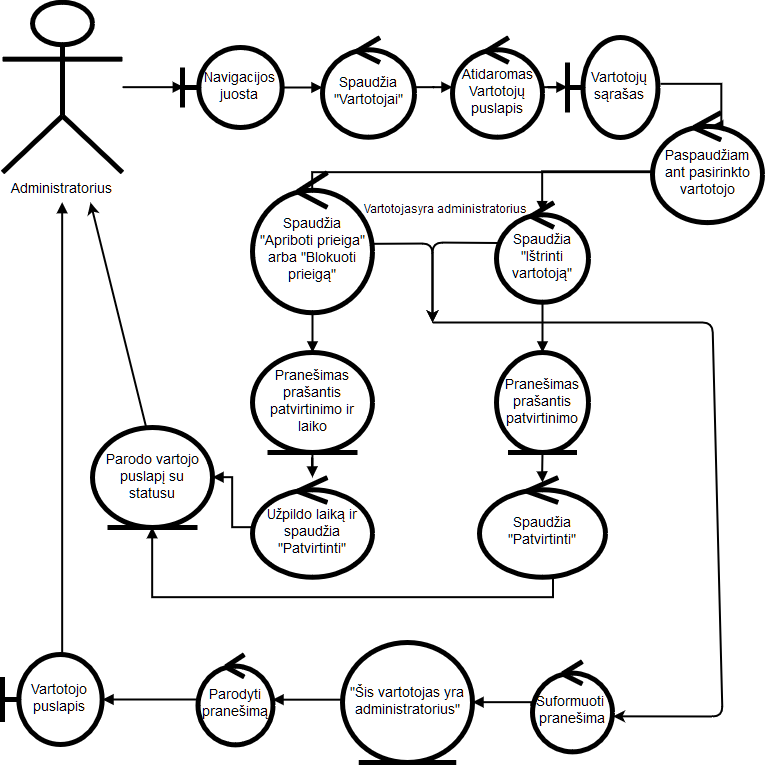 Administratorius
Navigacijos
juosta
Spaudžia
"Vartotojai"
Atidaromas
Vartotojų
puslapis
Vartotojų
sąrašas
Paspaudžiam
ant pasirinkto
vartotojo
Spaudžia
"Apriboti prieiga"
arba "Blokuoti
prieigą"
Vartotojasyra administratorius
Spaudžia
"Ištrinti
vartotoją"
Pranešimas
prašantis
patvirtinimo ir
laiko
Pranešimas
prašantis
patvirtinimo
Parodo vartojo
puslapį su
statusu
Užpildo laiką ir
spaudžia
"Patvirtinti"
Spaudžia
"Patvirtinti"
Vartotojo
puslapis
Parodyti
pranešimą
"Šis vartotojas yra
administratorius"
Suformuoti
pranešima